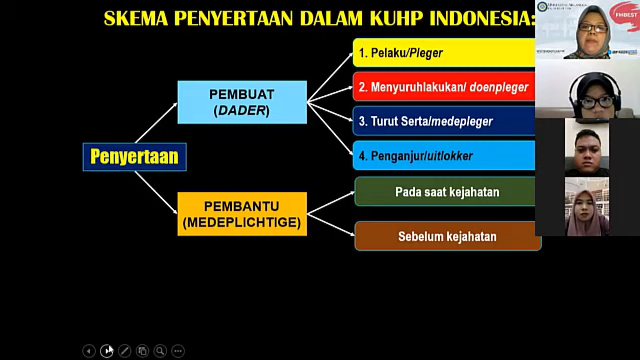 SKEMA PENYERTAAN DALAM KUHP INDONESIA:
1. Pelaku/Pleger
2. Menyuruhlakukan/ doenpleger
PEMBUAT
(DADER)
3. Turut Serta/medepleger
4. Penganjur/uitlokker
Penyertaan
PEMBANTU
(MEDEPLICHTIGE)
Pada saat kejahatan
Sebelum kejahatan
FHBEST